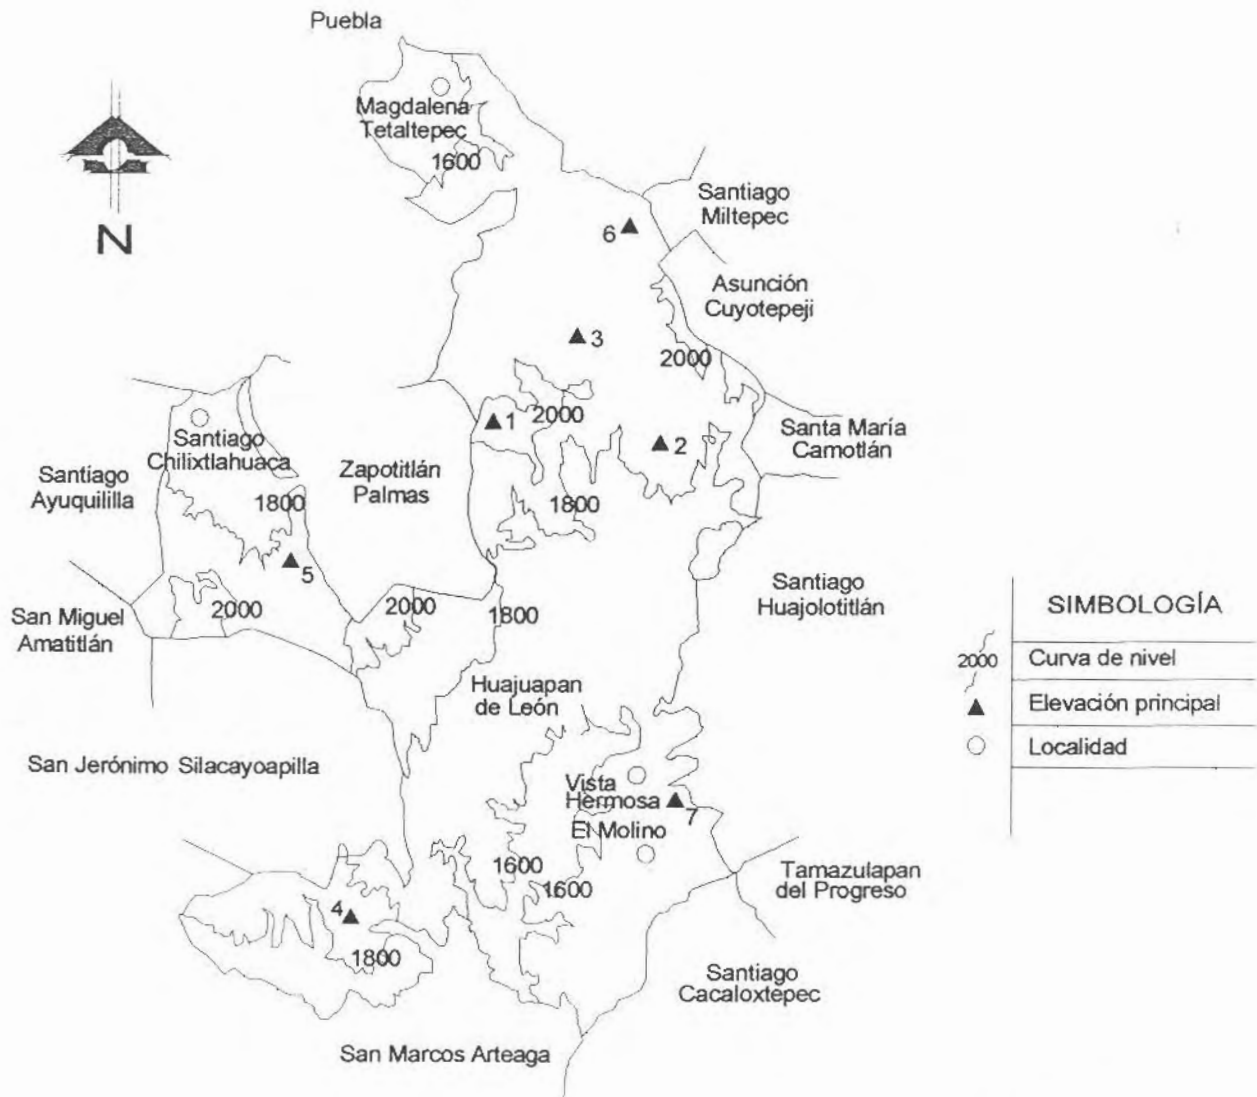 Puebla
Magdalena
Tetaltepec
1600
N
Santiago
Miltepec
6
Asunción
Cuyotepeji
3
2000
2000
1
2
Santa María
Camotlán
Santiago
Chilixtlahuaca
Santiago
Ayuquililla
Zapotitlán
Palmas
1800
1800
5
Santiago
Huajolotitlán
San Miguel
Amatitlán
2000
2000
1800
SIMBOLOGÍA
2000 Curva de nivel
Elevación principal
Localidad
Huajuapan
de León
San Jerónimo Silacayoapilla
Vista
Hermosa
7
El Molino
1600
1600
Tamazulapan
del Progreso
4
1800
Santiago
Cacaloxtepec
San Marcos Arteaga